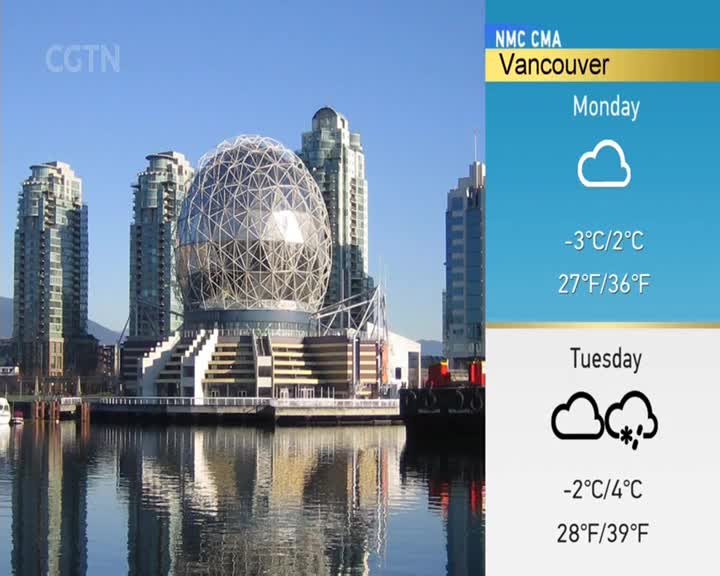 CGTN
NMC CMA
Vancouver
Monday
-3°C/2°C
27°F/36°F
Tuesday
-2°C/4°C
28°F/39°F